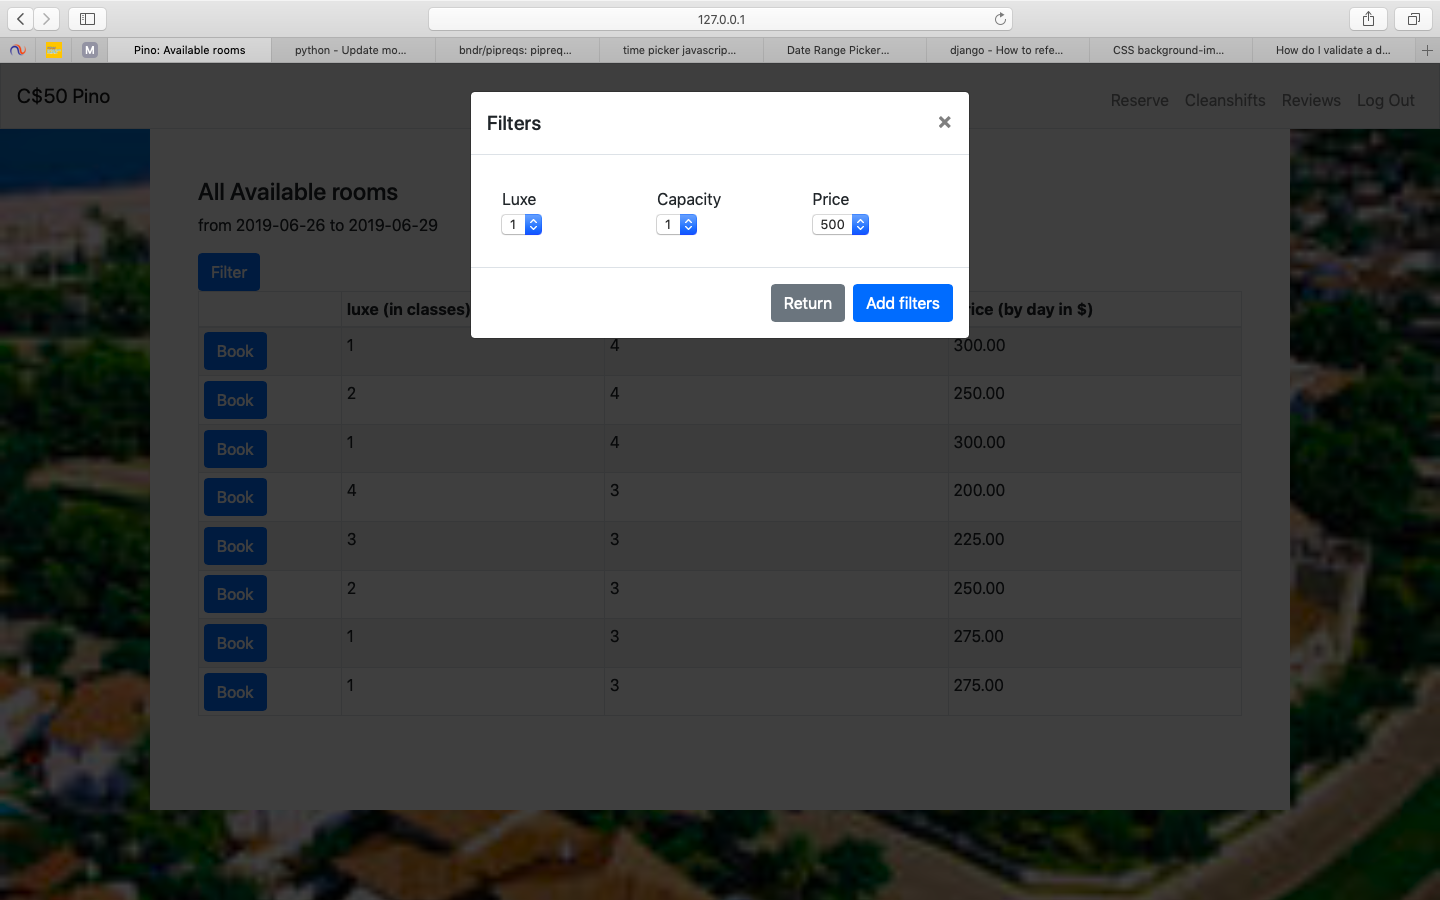 127.0.0.1
M
Pino: Available rooms
python - Update mo...
bndr/pipreqs: pipreq...
time picker javascrip...
Date Range Picker...
django - How to refe...
CSS background-im...
How do I validate a d...
C$50 Pino
Reserve Cleanshifts Reviews Log Out
Filters
×
Luxe Capacity Price
1 1 500
Return Add filters
All Available rooms
from 2019-06-26 to 2019-06-29
Filter
luxe (in classes) ice (by day in $)
Book 1 4 300.00
Book 2 4 250.00
Book 1 4 300.00
Book 4 3 200.00
Book 3 3 225.00
Book 2 3 250.00
Book 1 3 275.00
Book 1 3 275.00